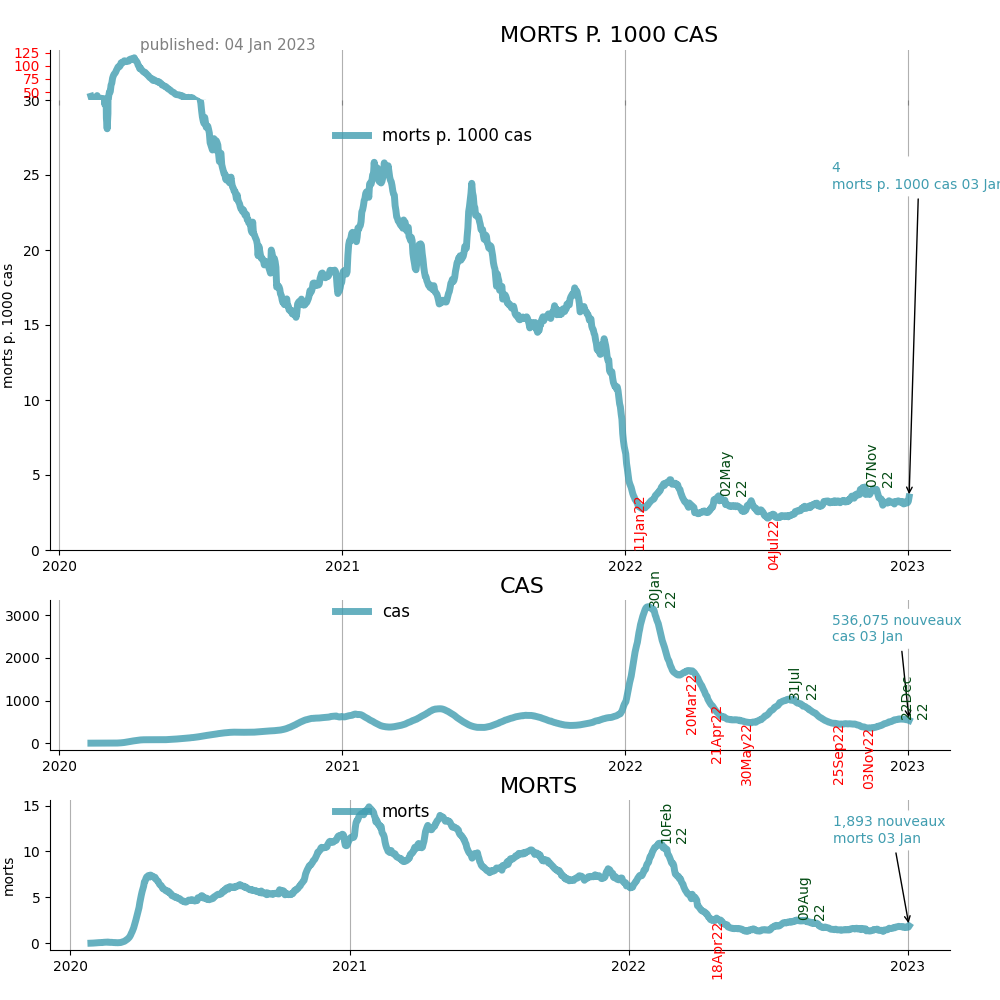 MORTS P. 1000 CAS
published: 04 Jan 2023
125
100
75
50
30
25
20
15
10
5
0
morts p. 1000 cas
morts p. 1000 cas
4
morts p. 1000 cas 03 Jan
11Jan22
02May
22
04Jul22
07Nov
22
2020
2021
2022
2023
CAS
3000
2000
1000
0
cas
30Jan
22
20Mar22
21Apr22
30May22
31Jul
22
25Sep22
03Nov22
22Dec
22
536,075 nouveaux
cas 03 Jan
2020
2021
2022
2023
MORTS
15
10
5
0
morts
morts
10Feb
22
18Apr22
09Aug
22
1,893 nouveaux
morts 03 Jan
2020
2021
2022
2023